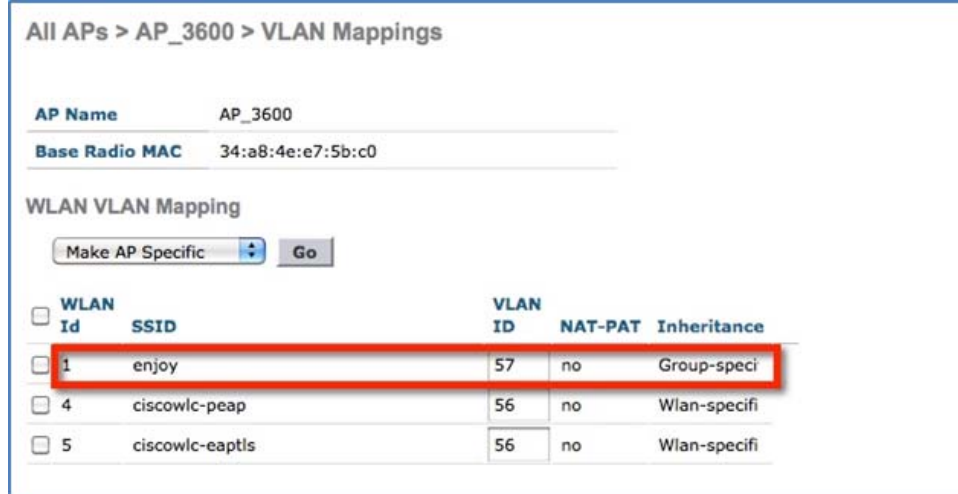 All APs > AP_3600 > VLAN Mappings
AP Name AP_3600
Base Radio MAC 34:a8:4e:e7:5b:c0
WLAN VLAN Mapping
Make AP Specific Go
WLAN Id SSID VLAN ID NAT-PAT Inheritance
1 enjoy 57 no Group-speci
4 ciscowlc-peap 56 no Wlan-specifi
5 ciscowlc-eaptls 56 no Wlan-specifi